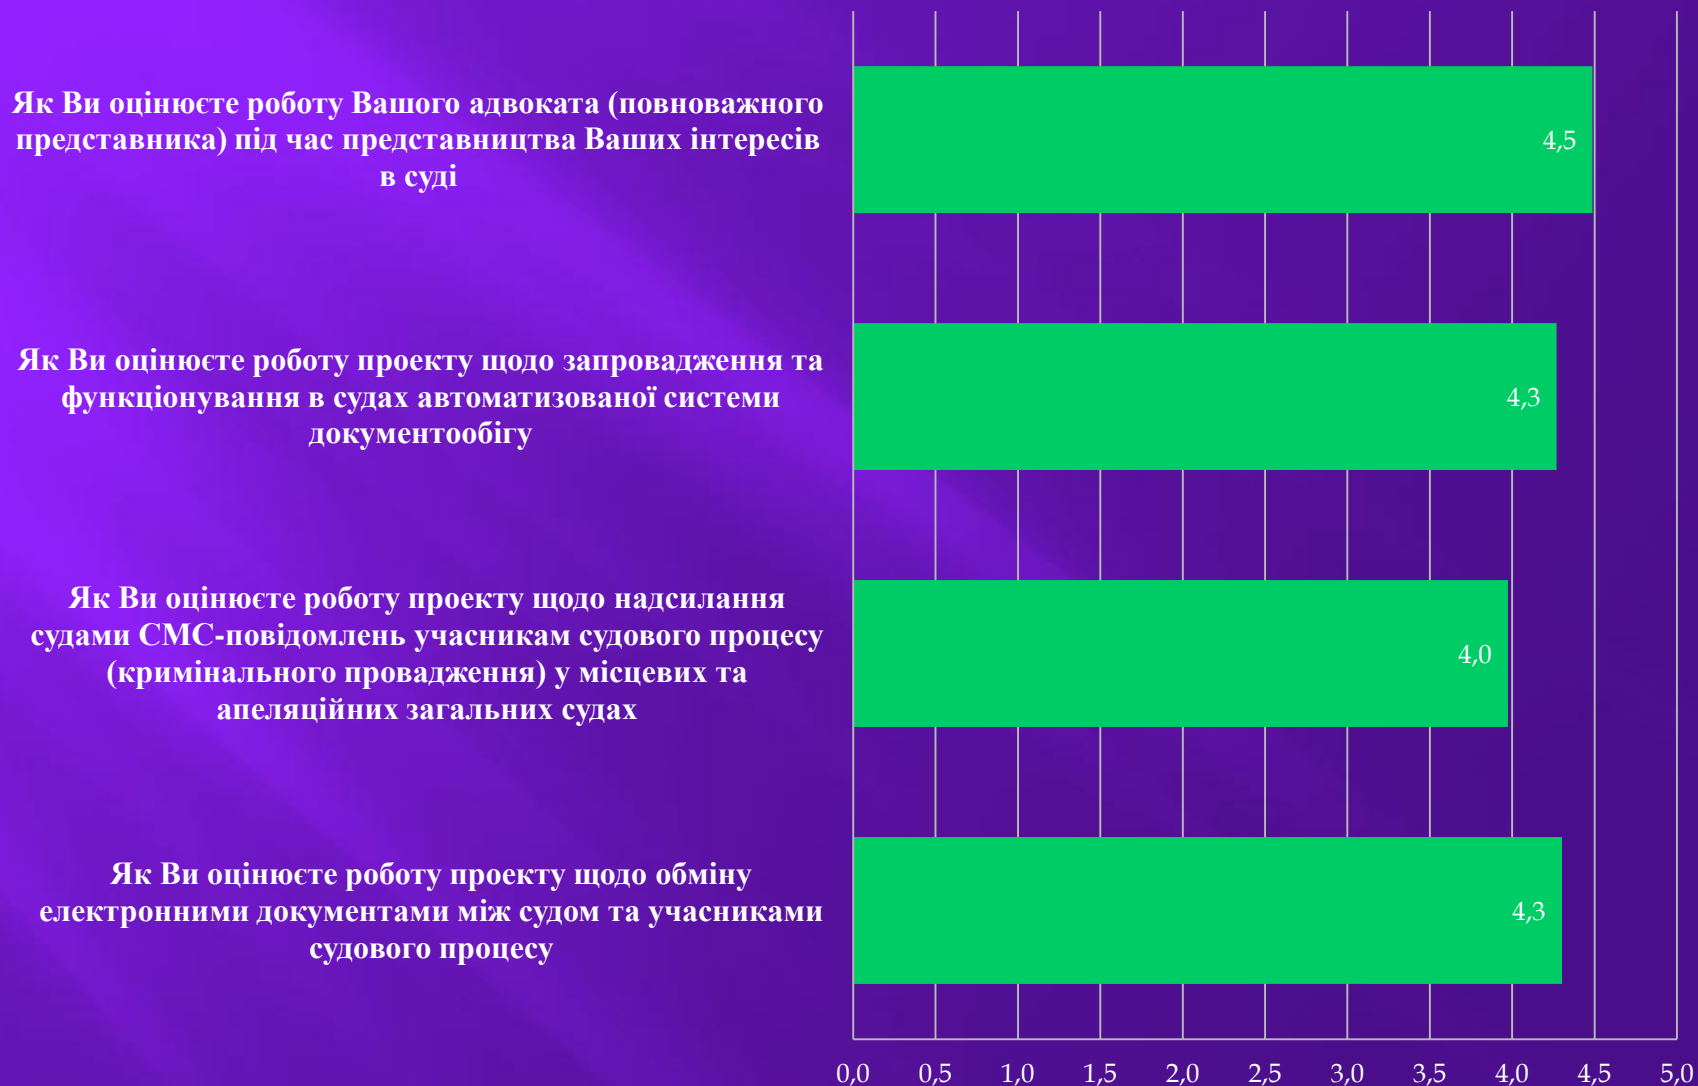 Як Ви оцінюєте роботу Вашого адвоката (повноважного
представника) під час представництва Ваших інтересів
в суді
4,5
Як Ви оцінюєте роботу проекту щодо запровадження та
функціонування в судах автоматизованої системи
документообігу
4,3
Як Ви оцінюєте роботу проекту щодо надсилання
судами СМС-повідомлень учасникам судового процесу
(кримінального провадження) у місцевих та
апеляційних загальних судах
4,0
Як Ви оцінюєте роботу проекту щодо обміну
електронними документами між судом та учасниками
судового процесу
4,3
0,0 0,5 1,0 1,5 2,0 2,5 3,0 3,5 4,0 4,5 5,0